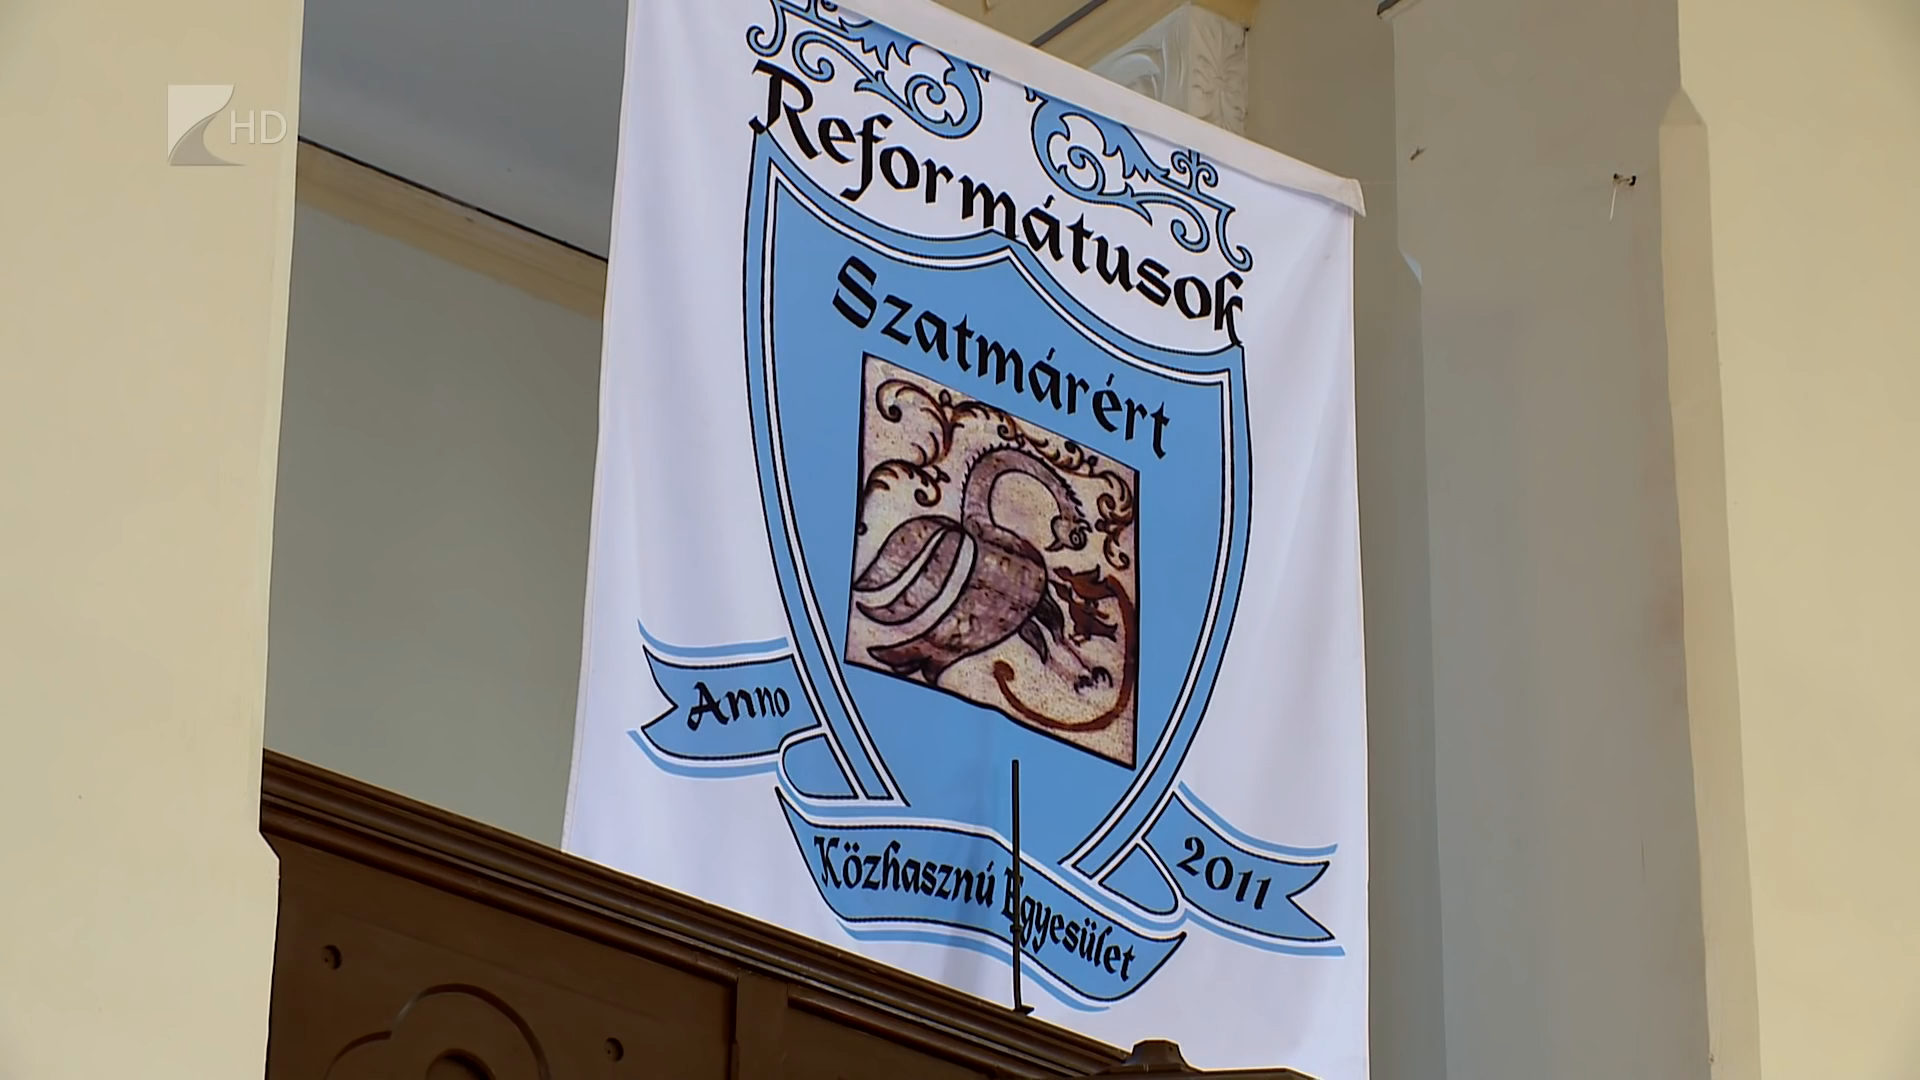 HD
Reformátusok
Szatmárért
Anno
2011
Közhasznú Egyesület